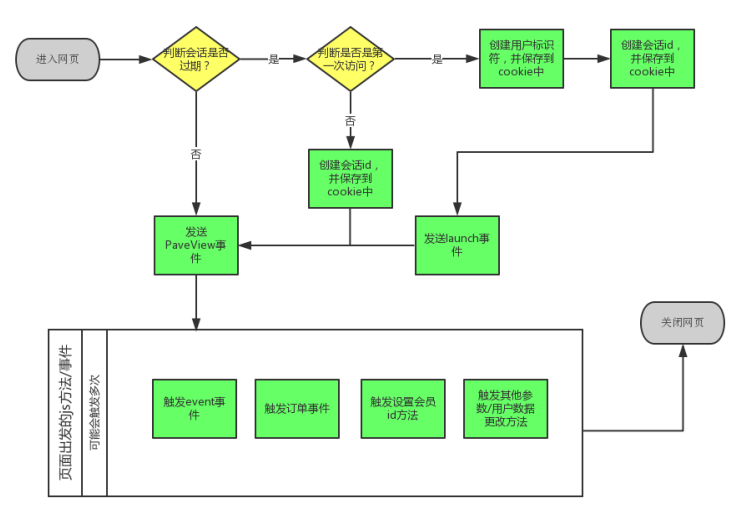 进入网页
判断会话是否
过期？
是
判断是否是第
一次访问？
是
创建用户标识
符，并保存到
cookie中
创建会话id，
并保存到
cookie中
否
否
创建会话id，
并保存到
cookie中
发送
PaveView事
件
发送launch事
件
关闭网页
页面出发的js方法/事件
可能会触发多次
触发event事
件
触发订单事件
触发设置会员
id方法
触发其他参
数/用户数据
更改方法